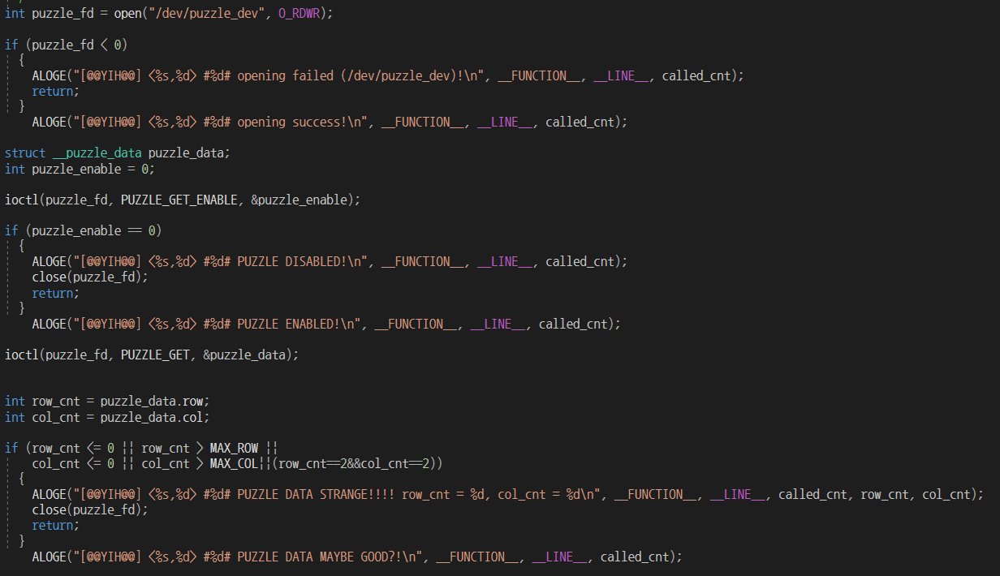 int puzzle_fd = open("/dev/puzzle_dev", O_RDWR);
if (puzzle_fd < 0)
{
ALOGE("[@@YIH@@] <%s,%d> #%d# opening failed (/dev/puzzle_dev)!\n", __FUNCTION__, __LINE__, called_cnt);
return;
}
ALOGE("[@@YIH@@] <%s,%d> #%d# opening success!\n", __FUNCTION__, __LINE__, called_cnt);
struct __puzzle_data puzzle_data;
int puzzle_enable = 0;
ioctl(puzzle_fd, PUZZLE_GET_ENABLE, &puzzle_enable);
if (puzzle_enable == 0)
{
ALOGE("[@@YIH@@] <%s,%d> #%d# PUZZLE DISABLED!\n", __FUNCTION__, __LINE__, called_cnt);
close(puzzle_fd);
return;
}
ALOGE("[@@YIH@@] <%s,%d> #%d# PUZZLE ENABLED!\n", __FUNCTION__, __LINE__, called_cnt);
ioctl(puzzle_fd, PUZZLE_GET, &puzzle_data);
int row_cnt = puzzle_data.row;
int col_cnt = puzzle_data.col;
if (row_cnt <= 0 || row_cnt > MAX_ROW ||
col_cnt <= 0 || col_cnt > MAX_COL||(row_cnt==2&&col_cnt==2))
{
ALOGE("[@@YIH@@] <%s,%d> #%d# PUZZLE DATA STRANGE!!!! row_cnt = %d, col_cnt = %d\n", __FUNCTION__, __LINE__, called_cnt, row_cnt, col_cnt);
close(puzzle_fd);
return;
}
ALOGE("[@@YIH@@] <%s,%d> #%d# PUZZLE DATA MAYBE GOOD?!\n", __FUNCTION__, __LINE__, called_cnt);